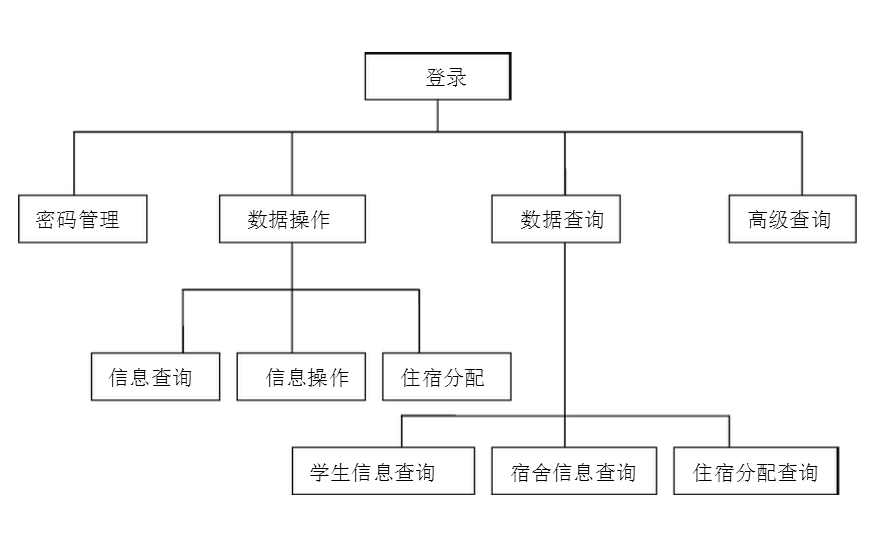 登录
密码管理
数据操作
数据查询
高级查询
信息查询
信息操作
住宿分配
学生信息查询
宿舍信息查询
住宿分配查询